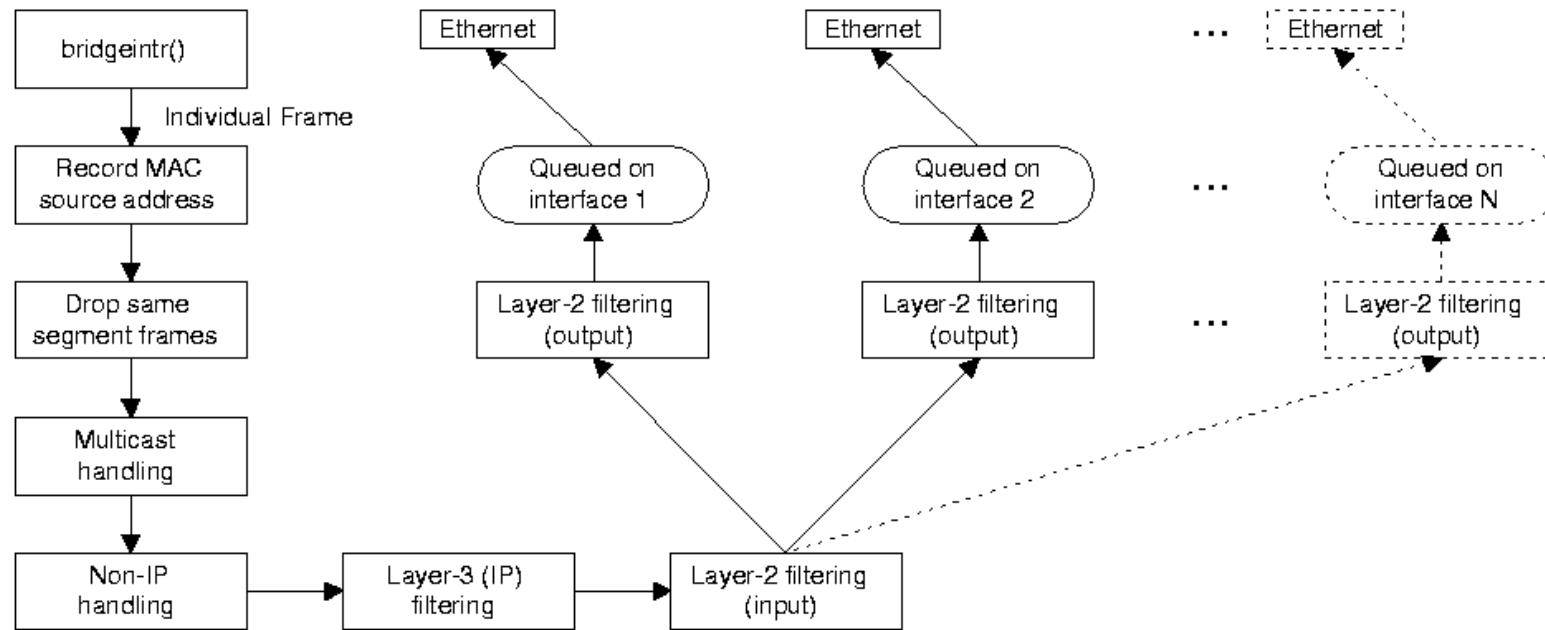 bridgeintr()
Individual Frame
Record MAC
source address
Drop same
segment frames
Multicast
handling
Non-IP
handling
Layer-3 (IP)
filtering
Layer-2 filtering
(input)
Layer-2 filtering
(output)
Queued on
interface 1
Ethernet
Layer-2 filtering
(output)
Queued on
interface 2
Ethernet
...
...
...
Layer-2 filtering
(output)
Queued on
interface N
Ethernet